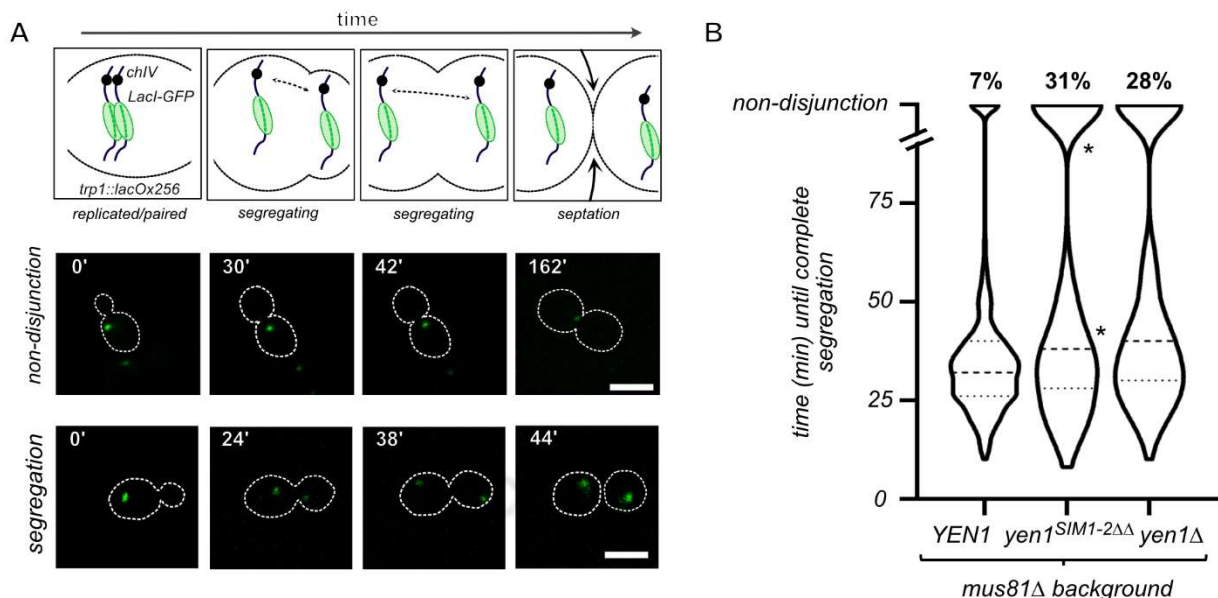 A
time
chIV
LacI-GFP
trp1::lacOx256
replicated/paired
segregating
segregating
septation
non-disjunction
0'
30'
42'
162'
segregation
0'
24'
38'
44'
B
7%
31%
28%
non-disjunction
*
75
*
50
25
0
time (min) until complete
segregation
YEN1
yen1SIM1-2ΔΔ
yen1Δ
mus81Δ background